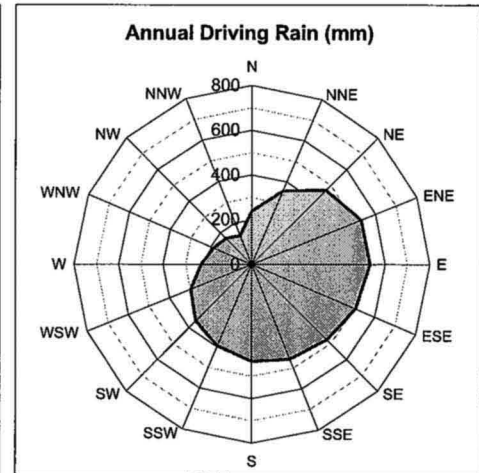 Annual Driving Rain (mm)
N
NNW
800
NNE
NW
600
NE
WNW
400
ENE
200
W
0
E
WSW
ESE
SW
SE
SSW
SSE
S